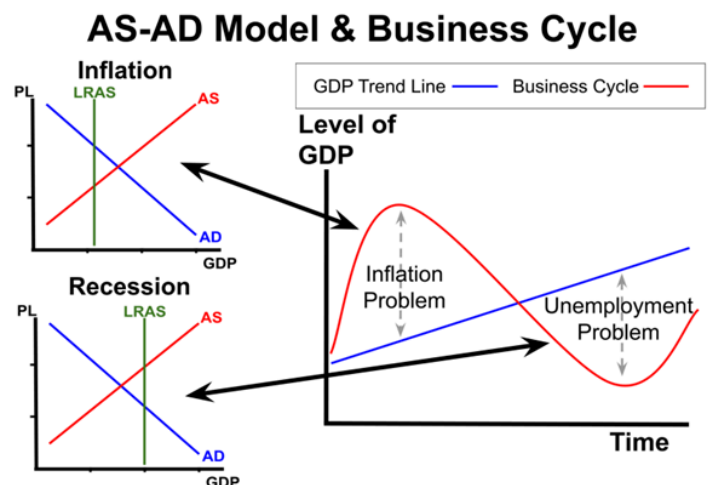 AS-AD Model & Business Cycle
Inflation
PL
LRAS
AS
AD
GDP
Recession
PL
LRAS
AS
AD
GDP
GDP Trend Line
Business Cycle
Level of
GDP
Inflation
Problem
Unemployment
Problem
Time